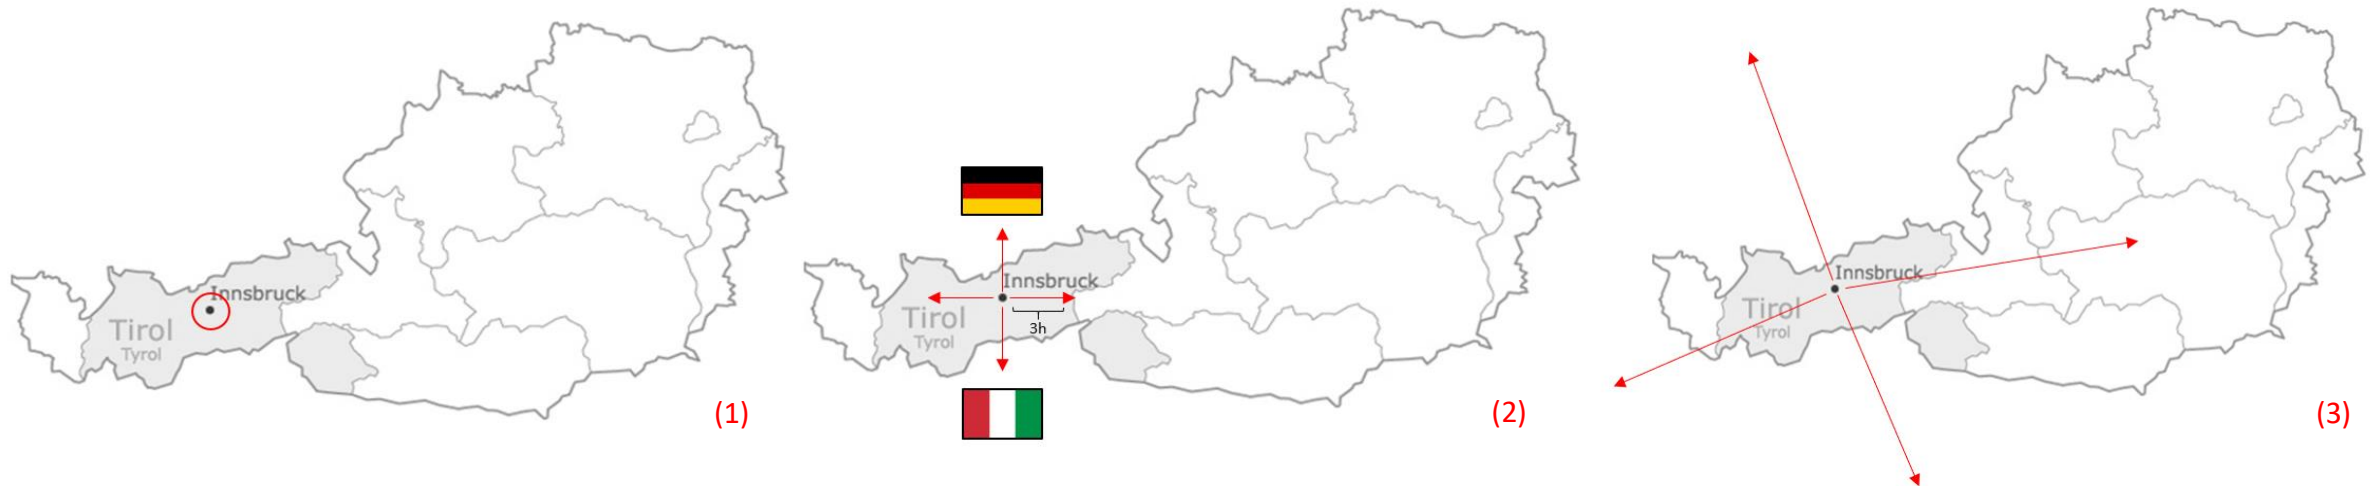 Innsbruck
Tirol
Tyrol
(1)
Innsbruck
3h
Tirol
Tyrol
(2)
Innsbruck
Tirol
Tyrol
(3)